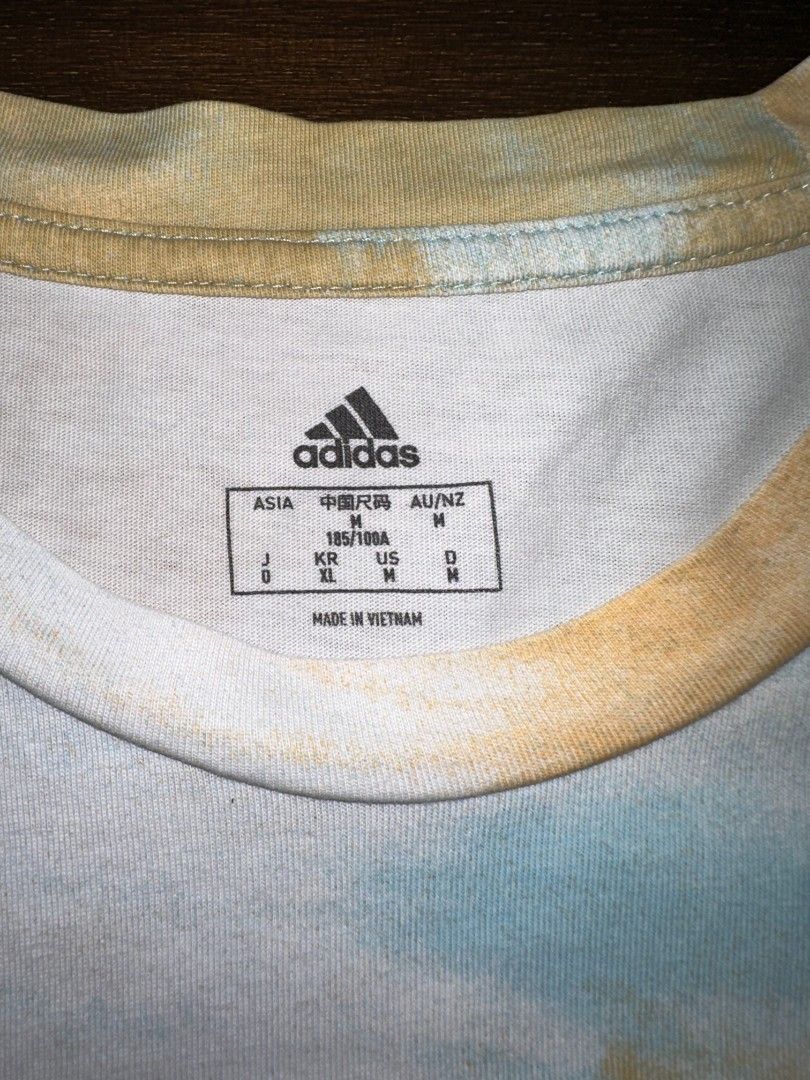 adidas
ASIA 中国尺码 AU/NZ
M M
185/100A
J KR US D
O XL M M
MADE IN VIETNAM